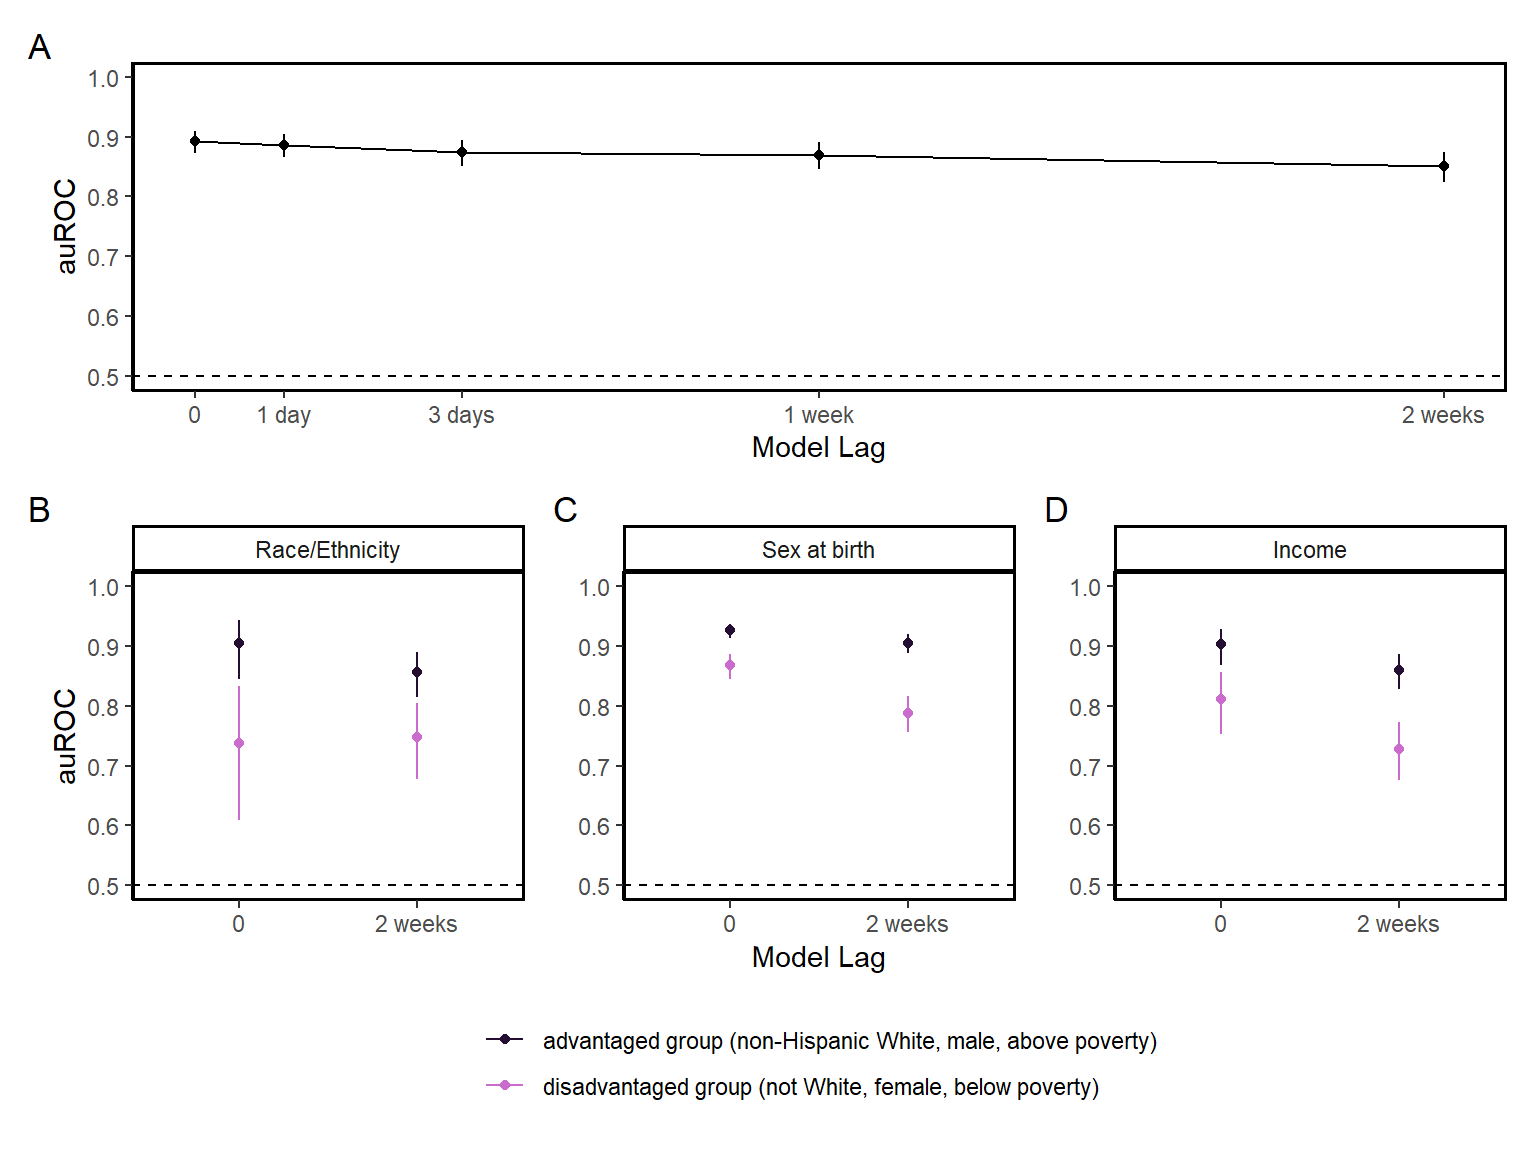 A
1.0
0.9
0.8
0.7
0.6
0.5
auROC
0 1 day 3 days 1 week 2 weeks
Model Lag
B
Race/Ethnicity
1.0
0.9
0.8
0.7
0.6
0.5
auROC
0 2 weeks
C
Sex at birth
1.0
0.9
0.8
0.7
0.6
0.5
0 2 weeks
Model Lag
D
Income
1.0
0.9
0.8
0.7
0.6
0.5
0 2 weeks
advantaged group (non-Hispanic White, male, above poverty)
disadvantaged group (not White, female, below poverty)